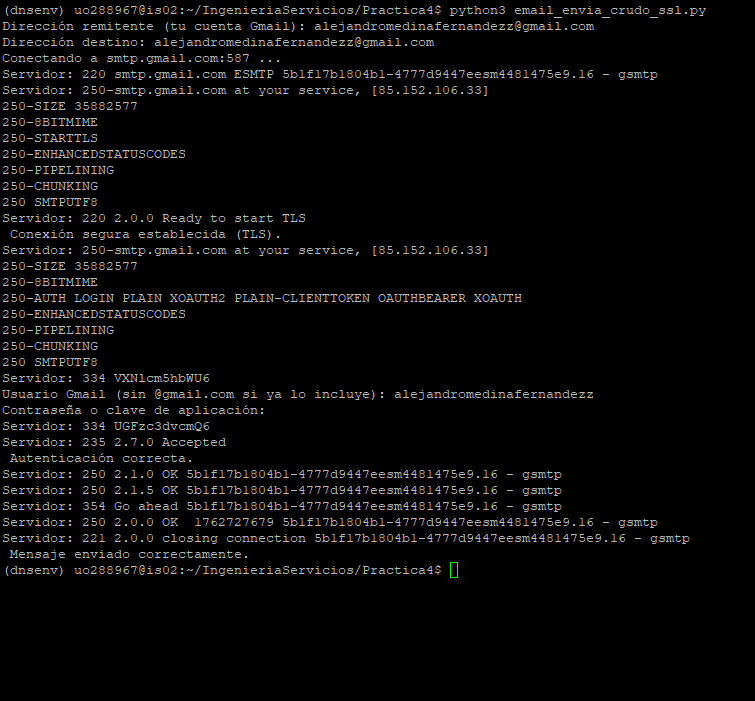 (dnsenv) uo288967@is02:~/IngenieriaServicios/Practica4$ python3 email_envia_crudo_ssl.py
Dirección remitente (tu cuenta Gmail): alejandromedinafernandezz@gmail.com
Dirección destino: alejandromedinafernandezz@gmail.com
Conectando a smtp.gmail.com:587 ...
Servidor: 220 smtp.gmail.com ESMTP 5b1f17b1804b1-4777d9447eesm4481475e9.16 - gsmtp
Servidor: 250-smtp.gmail.com at your service, [85.152.106.33]
250-SIZE 35882577
250-8BITMIME
250-STARTTLS
250-ENHANCEDSTATUSCODES
250-PIPELINING
250-CHUNKING
250 SMTPUTF8
Servidor: 220 2.0.0 Ready to start TLS
 Conexión segura establecida (TLS).
Servidor: 250-smtp.gmail.com at your service, [85.152.106.33]
250-SIZE 35882577
250-8BITMIME
250-AUTH LOGIN PLAIN XOAUTH2 PLAIN-CLIENTTOKEN OAUTHBEARER XOAUTH
250-ENHANCEDSTATUSCODES
250-PIPELINING
250-CHUNKING
250 SMTPUTF8
Servidor: 334 VXNlcm5hbWU6
Usuario Gmail (sin @gmail.com si ya lo incluye): alejandromedinafernandezz
Contraseña o clave de aplicación:
Servidor: 334 UGFzc3dvcmQ6
Servidor: 235 2.7.0 Accepted
 Autenticación correcta.
Servidor: 250 2.1.0 OK 5b1f17b1804b1-4777d9447eesm4481475e9.16 - gsmtp
Servidor: 250 2.1.5 OK 5b1f17b1804b1-4777d9447eesm4481475e9.16 - gsmtp
Servidor: 354 Go ahead 5b1f17b1804b1-4777d9447eesm4481475e9.16 - gsmtp
Servidor: 250 2.0.0 OK  1762727679 5b1f17b1804b1-4777d9447eesm4481475e9.16 - gsmtp
Servidor: 221 2.0.0 closing connection 5b1f17b1804b1-4777d9447eesm4481475e9.16 - gsmtp
 Mensaje enviado correctamente.
(dnsenv) uo288967@is02:~/IngenieriaServicios/Practica4$